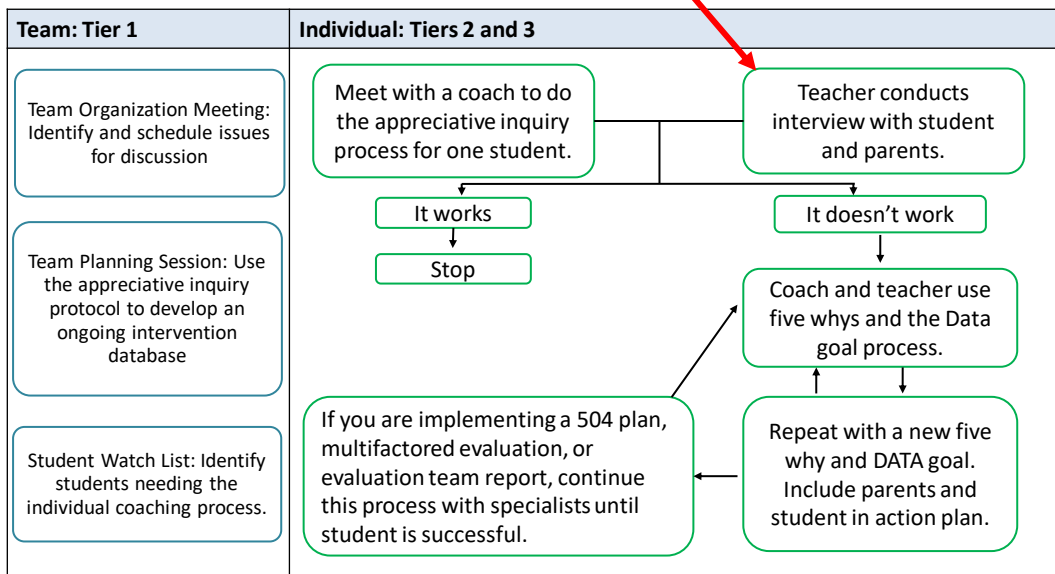 Team: Tier 1
Individual: Tiers 2 and 3
Team Organization Meeting:
Identify and schedule issues
for discussion
Team Planning Session: Use
the appreciative inquiry
protocol to develop an
ongoing intervention
database
Student Watch List: Identify
students needing the
individual coaching process.
Meet with a coach to do
the appreciative inquiry
process for one student.
Teacher conducts
interview with student
and parents.
It works
Stop
It doesn’t work
Coach and teacher use
five whys and the Data
goal process.
Repeat with a new five
why and DATA goal.
Include parents and
student in action plan.
If you are implementing a 504 plan,
multifactored evaluation, or
evaluation team report, continue
this process with specialists until
student is successful.